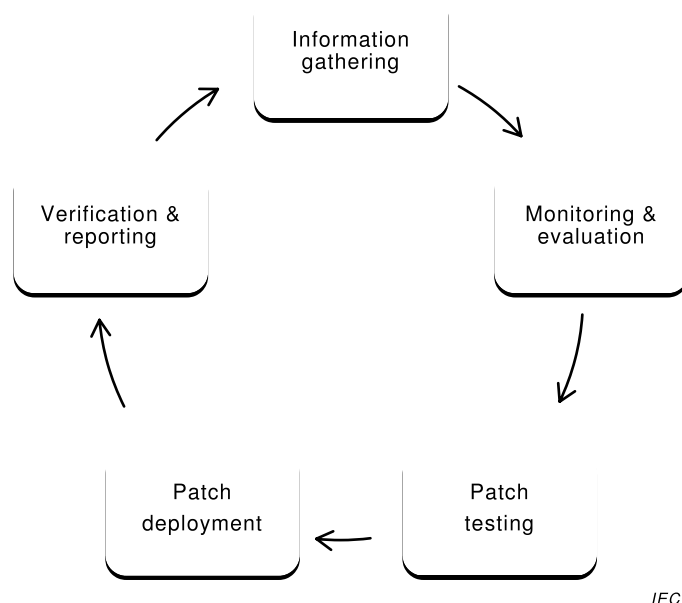 Information
gathering
Monitoring &
evaluation
Patch
testing
Patch
deployment
Verification &
reporting
IEC